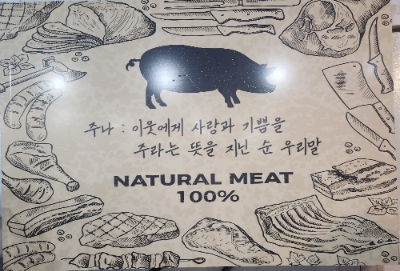 주나 : 이웃에게 사랑과 기쁨을
주라는 뜻을 지닌 순 우리말
NATURAL MEAT
100%